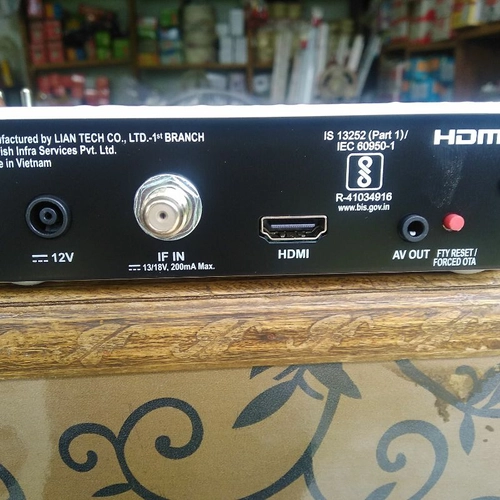 ufactured by LIAN TECH CO., LTD.-1st BRANCH
ish Infra Services Pvt. Ltd.
e in Vietnam
IS 13252 (Part 1)/
IEC 60950-1
R-41034916
www.bis.gov.in
HDMI
12V
IF IN
13/18V, 200mA Max.
HDMI
AV OUT
FTY RESET /
FORCED OTA